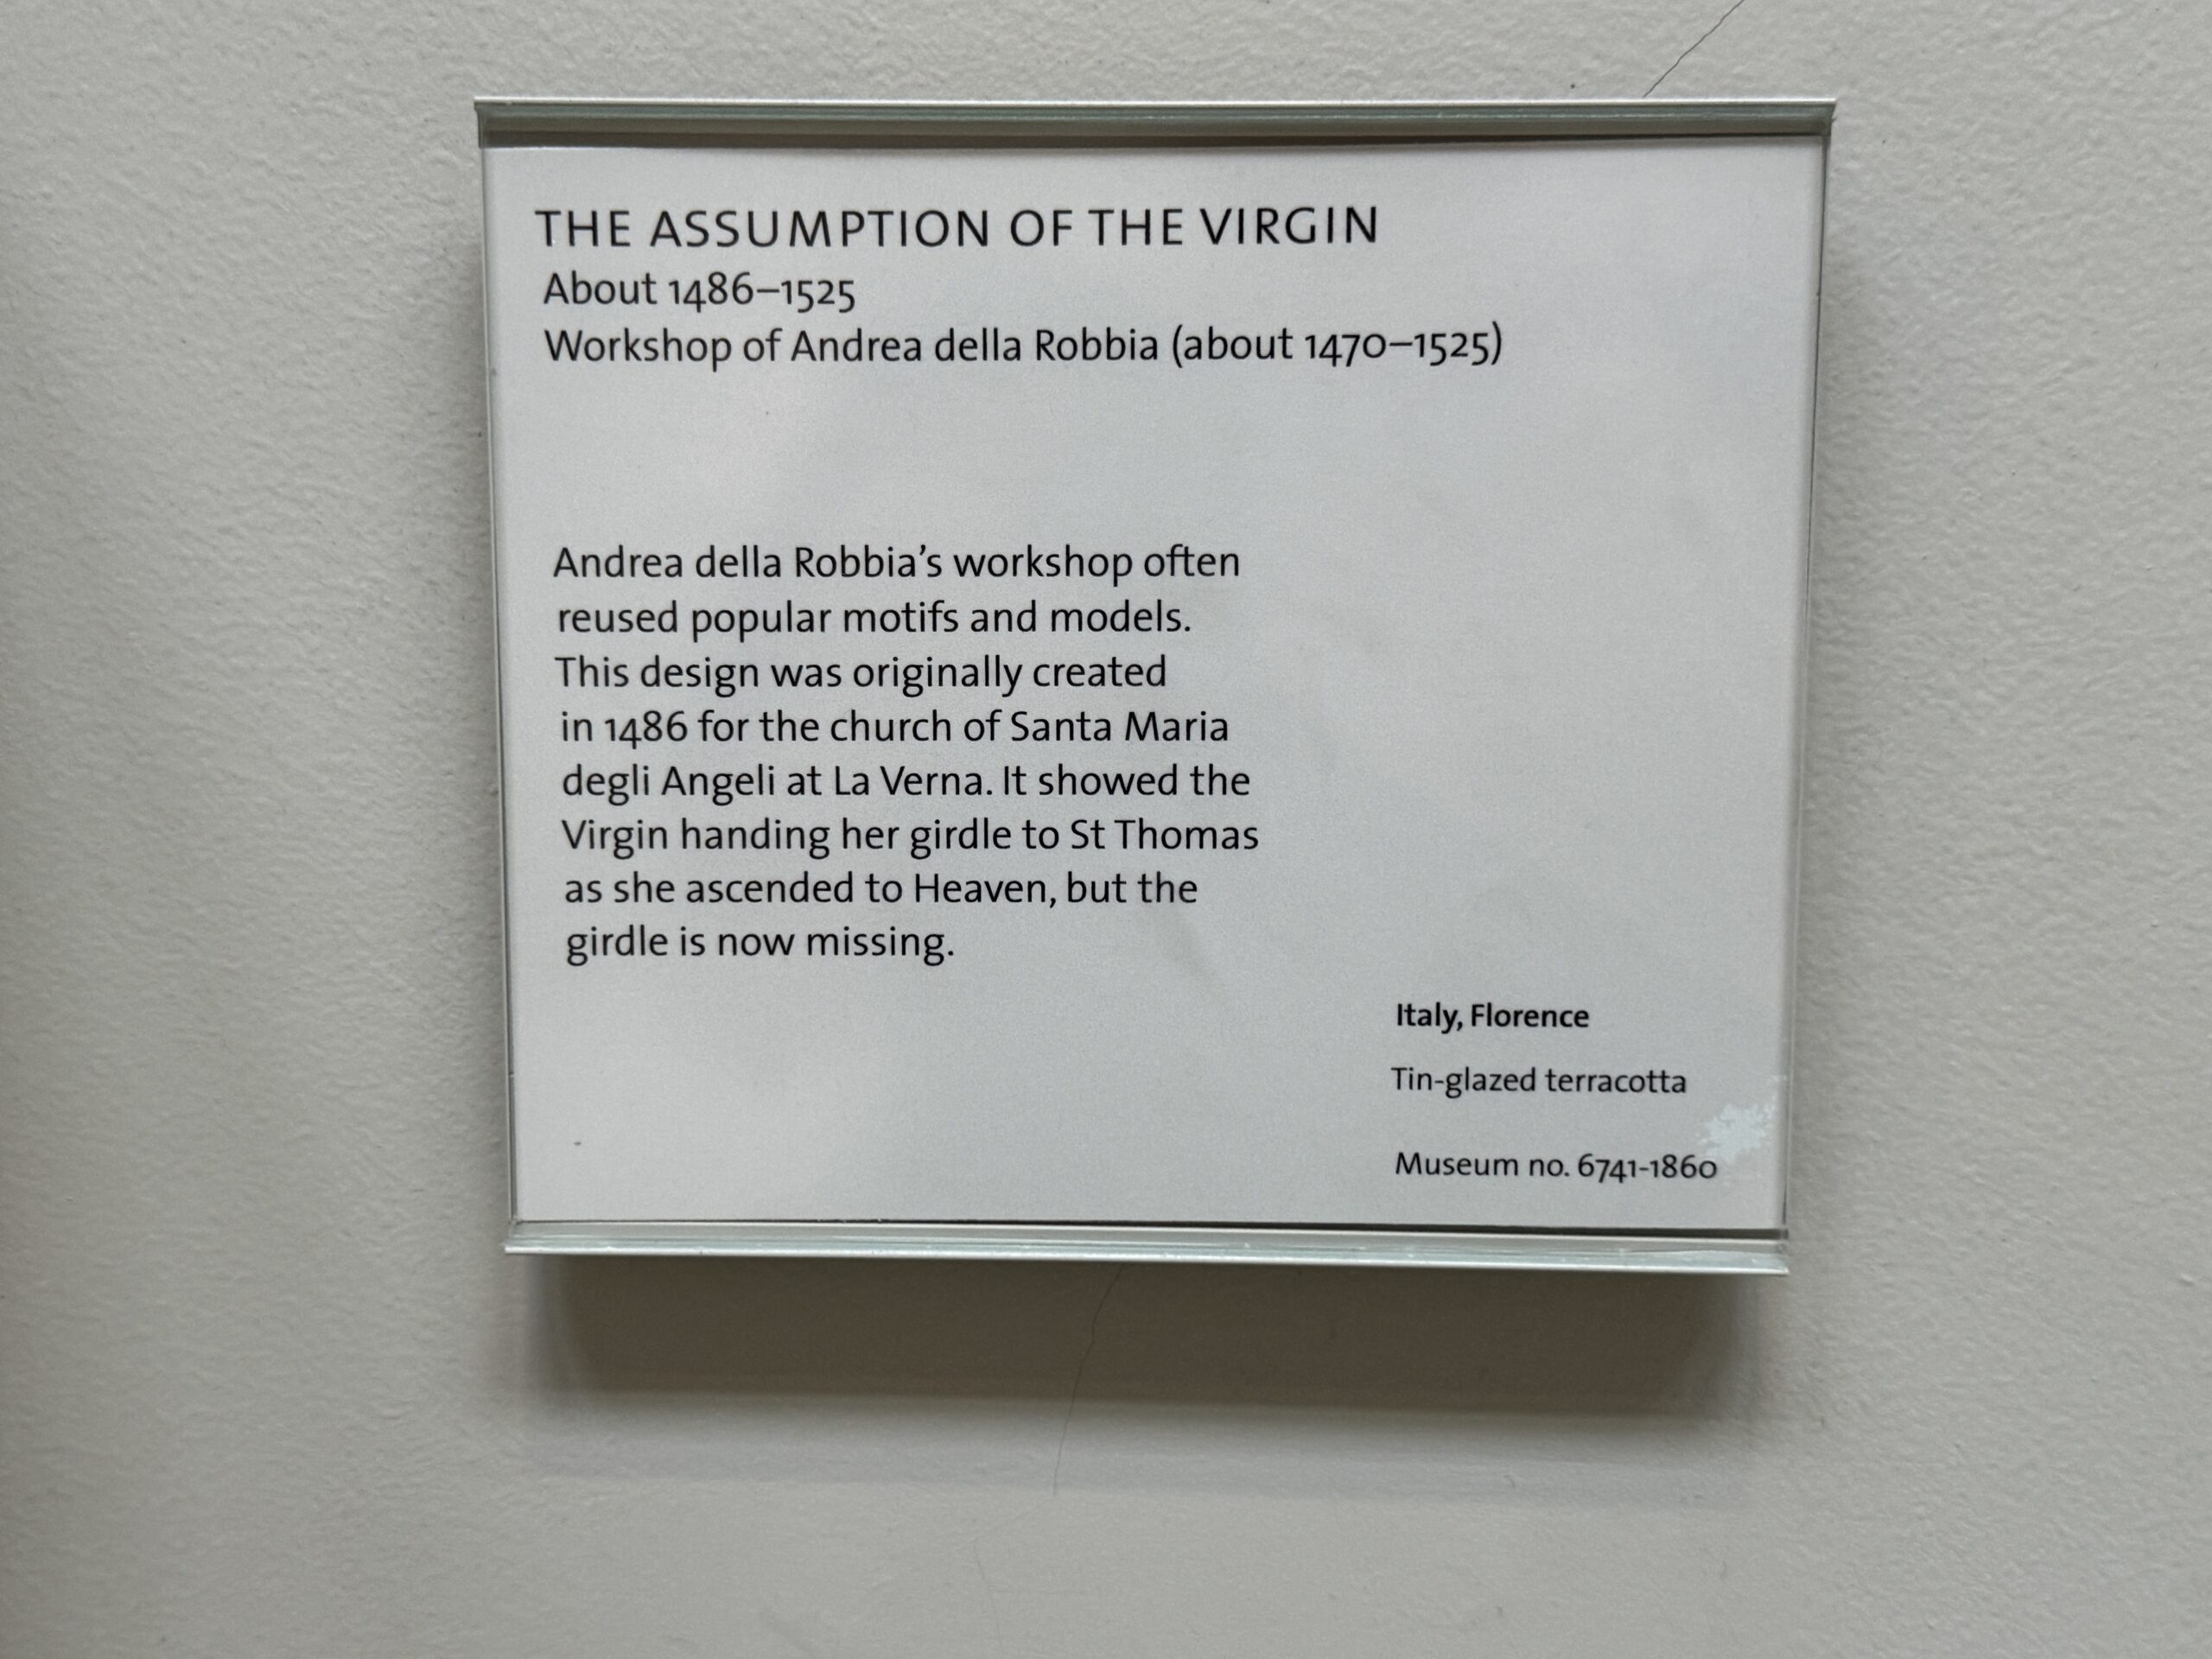 THE ASSUMPTION OF THE VIRGIN
About 1486–1525
Workshop of Andrea della Robbia (about 1470–1525)
Andrea della Robbia’s workshop often
reused popular motifs and models.
This design was originally created
in 1486 for the church of Santa Maria
degli Angeli at La Verna. It showed the
Virgin handing her girdle to St Thomas
as she ascended to Heaven, but the
girdle is now missing.
Italy, Florence
Tin-glazed terracotta
Museum no. 6741-1860